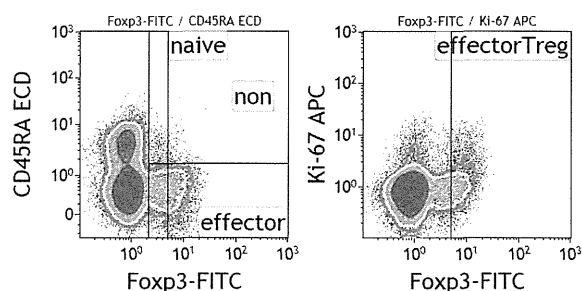 Foxp3-FITC / CD45RA ECD
naive
non
effector
CD45RA ECD
10³
10²
10¹
10⁰
0
10⁰ 10¹ 10² 10³
Foxp3-FITC
Foxp3-FITC / Ki-67 APC
effectorTreg
Ki-67 APC
10³
10²
10¹
10⁰
10⁰ 10¹ 10² 10³
Foxp3-FITC